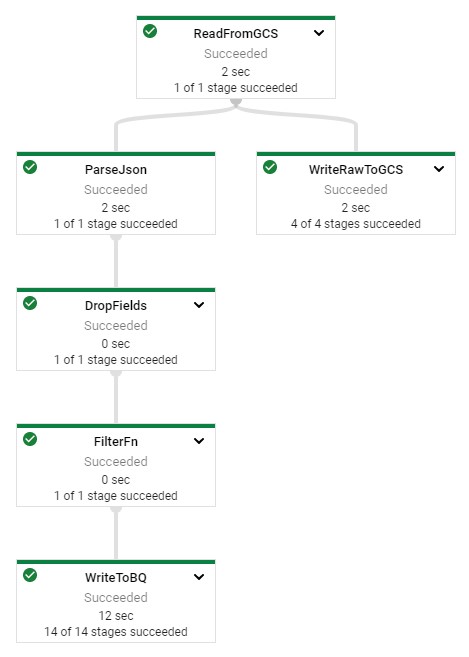 ReadFromGCS
Succeeded
2 sec
1 of 1 stage succeeded
ParseJson
Succeeded
2 sec
1 of 1 stage succeeded
WriteRawToGCS
Succeeded
2 sec
4 of 4 stages succeeded
DropFields
Succeeded
0 sec
1 of 1 stage succeeded
FilterFn
Succeeded
0 sec
1 of 1 stage succeeded
WriteToBQ
Succeeded
12 sec
14 of 14 stages succeeded